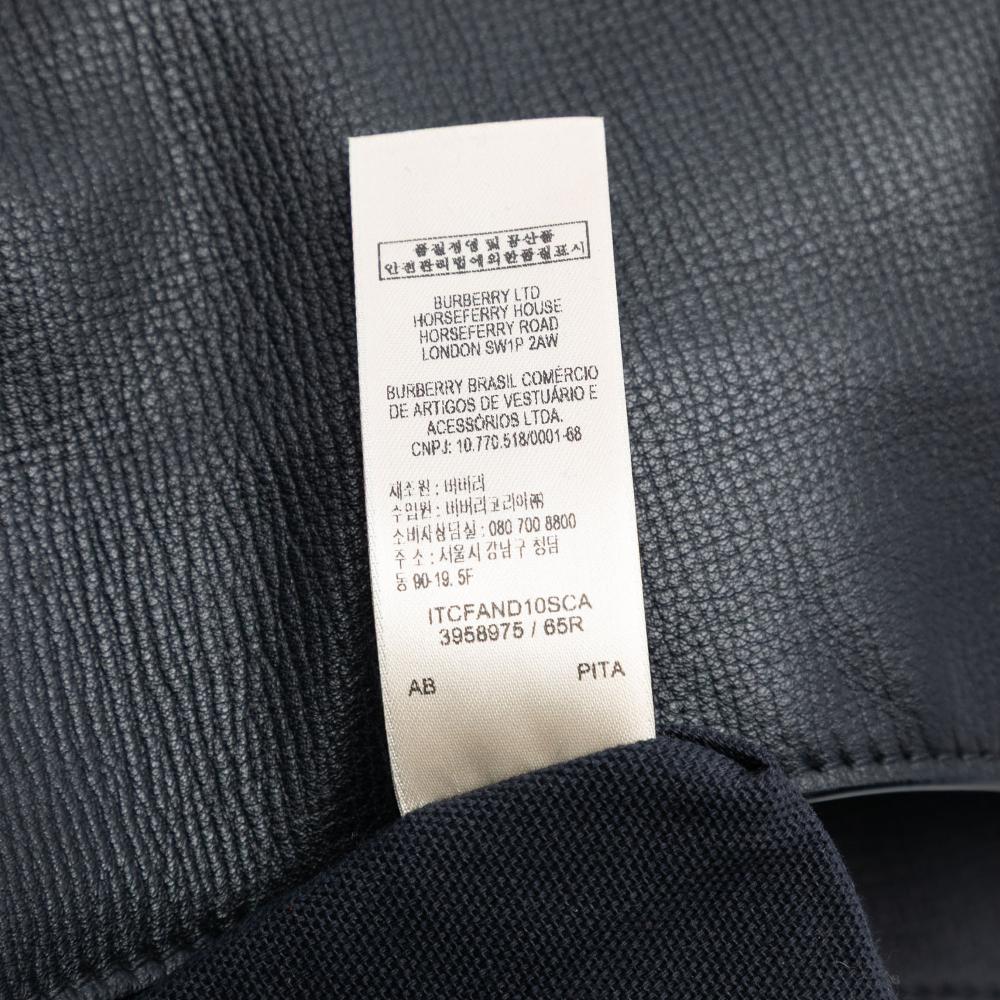 품질경영 및 공산품
안전관리법에의한품질표시
BURBERRY LTD
HORSEFERRY HOUSE
HORSEFERRY ROAD
LONDON SW1P 2AW
BURBERRY BRASIL COMÉRCIO
DE ARTIGOS DE VESTUÁRIO E
ACESSÓRIOS LTDA.
CNPJ: 10.770.518/0001-68
제조원 : 버버리
수입원 : 버버리코리아㈜
소비자상담실 : 080 700 8800
주 소 : 서울시 강남구 청담
동 90-19. 5F
ITCFAND10SCA
3958975 / 65R
AB PITA